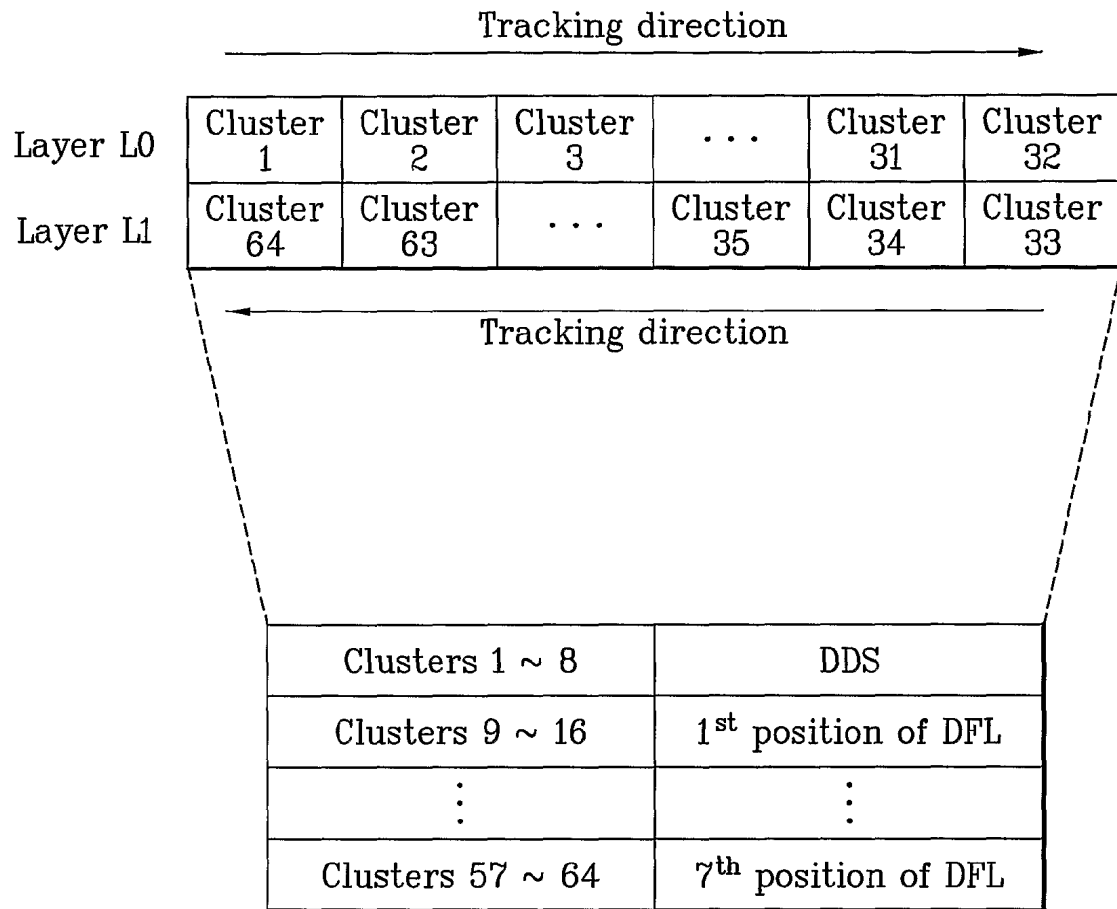 Tracking direction
Layer L0
Cluster 1
Cluster 2
Cluster 3
. . .
Cluster 31
Cluster 32
Layer L1
Cluster 64
Cluster 63
. . .
Cluster 35
Cluster 34
Cluster 33
Tracking direction
Clusters 1 ~ 8
DDS
Clusters 9 ~ 16
1st position of DFL
⋮
⋮
Clusters 57 ~ 64
7th position of DFL